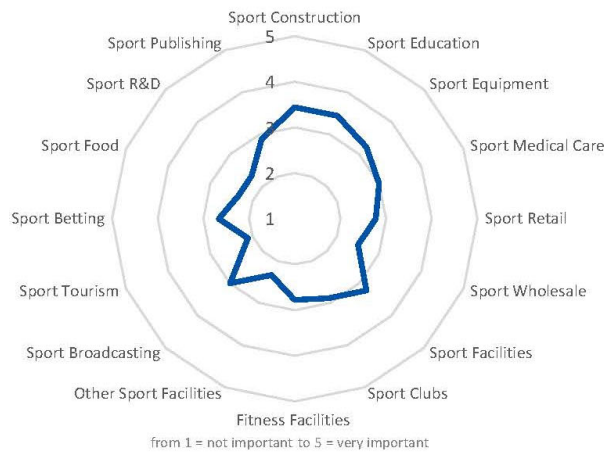 Sport Construction
Sport Publishing
5
Sport Education
Sport R&D
4
Sport Equipment
Sport Food
3
Sport Medical Care
2
Sport Betting
1
Sport Retail
Sport Tourism
Sport Wholesale
Sport Broadcasting
Sport Facilities
Other Sport Facilities
Sport Clubs
Fitness Facilities
from 1 = not important to 5 = very important